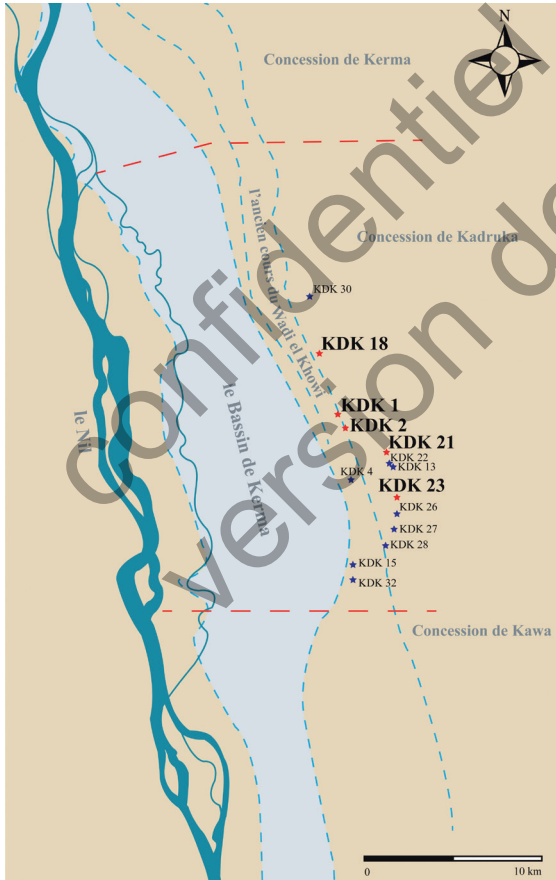 N
Concession de Kerma
Concession de Kadruka
l'ancien cours du Wadi el Khowi
KDK 30
KDK 18
KDK 1
KDK 2
KDK 21
KDK 22
KDK 13
KDK 4
KDK 23
KDK 26
KDK 27
KDK 28
KDK 15
KDK 32
le Nil
le Bassin de Kerma
Concession de Kawa
0
10 km
confidentiel
version de